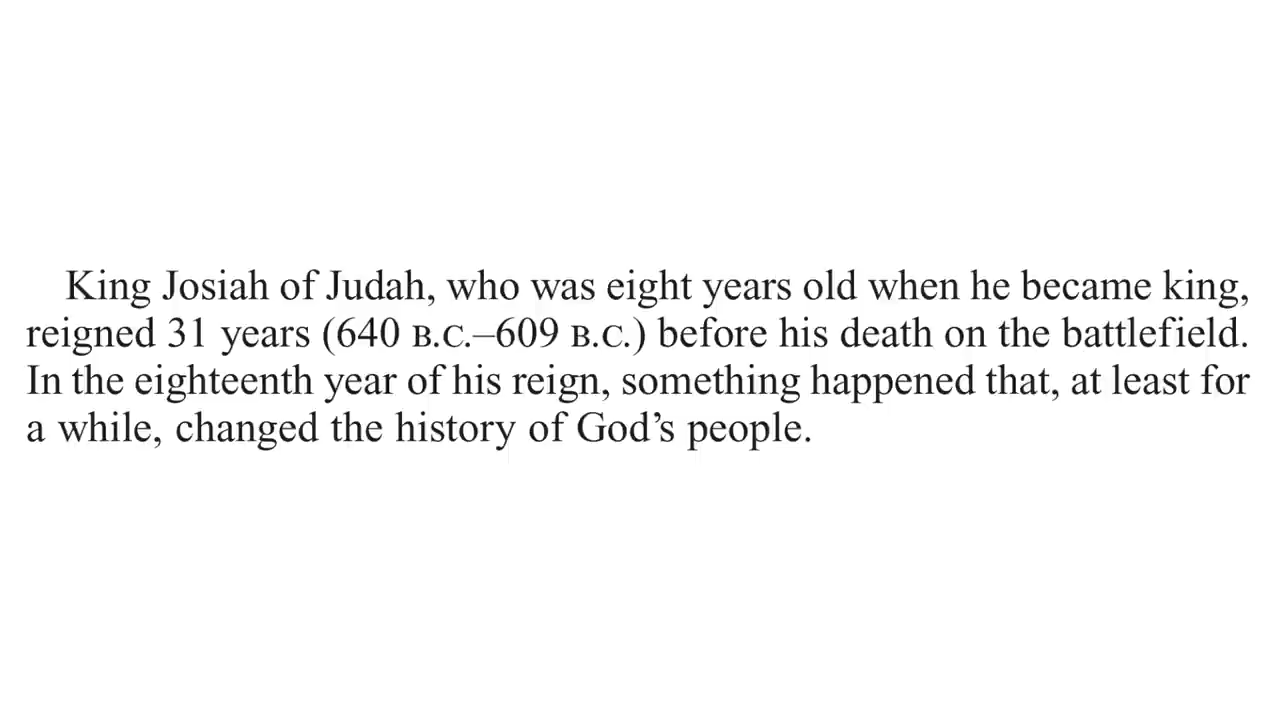 King Josiah of Judah, who was eight years old when he became king,
reigned 31 years (640 B.C.–609 B.C.) before his death on the battlefield.
In the eighteenth year of his reign, something happened that, at least for
a while, changed the history of God’s people.